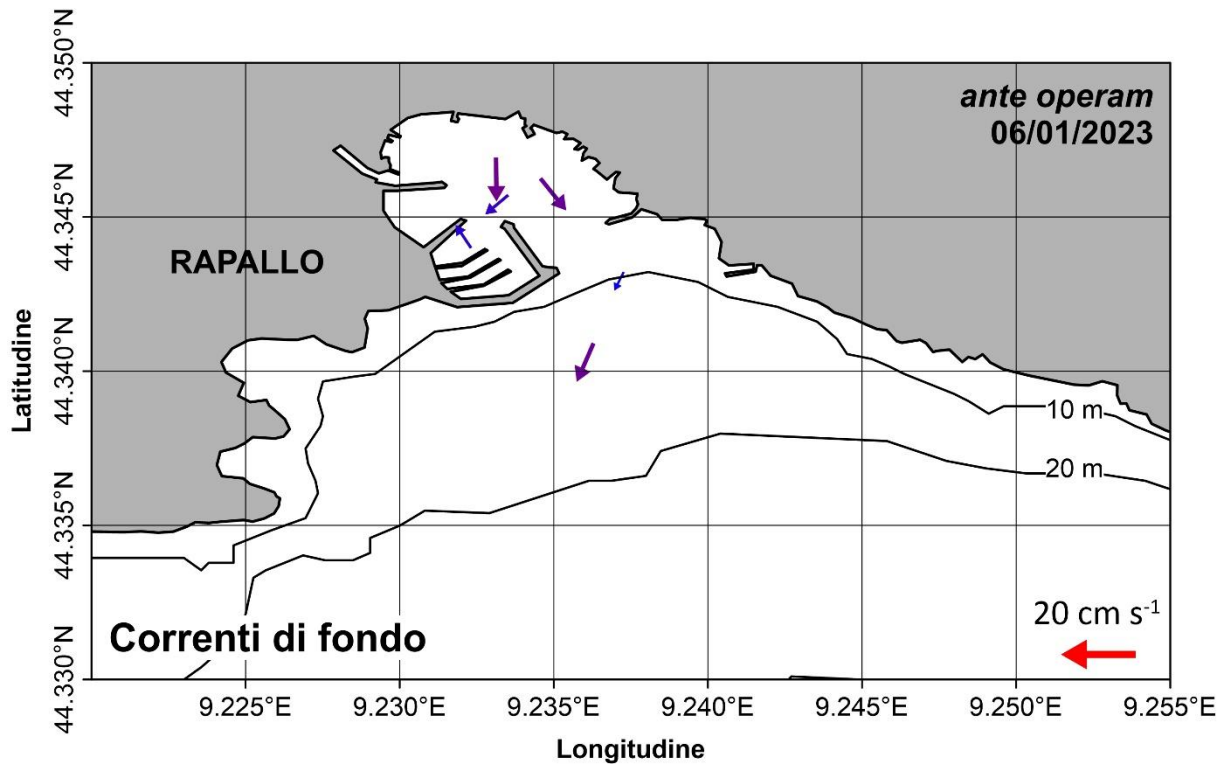 44.350°N
44.345°N
44.340°N
44.335°N
44.330°N
Latitudine
ante operam
06/01/2023
RAPALLO
10 m
20 m
20 cm s⁻¹
Correnti di fondo
9.225°E
9.230°E
9.235°E
9.240°E
9.245°E
9.250°E
9.255°E
Longitudine